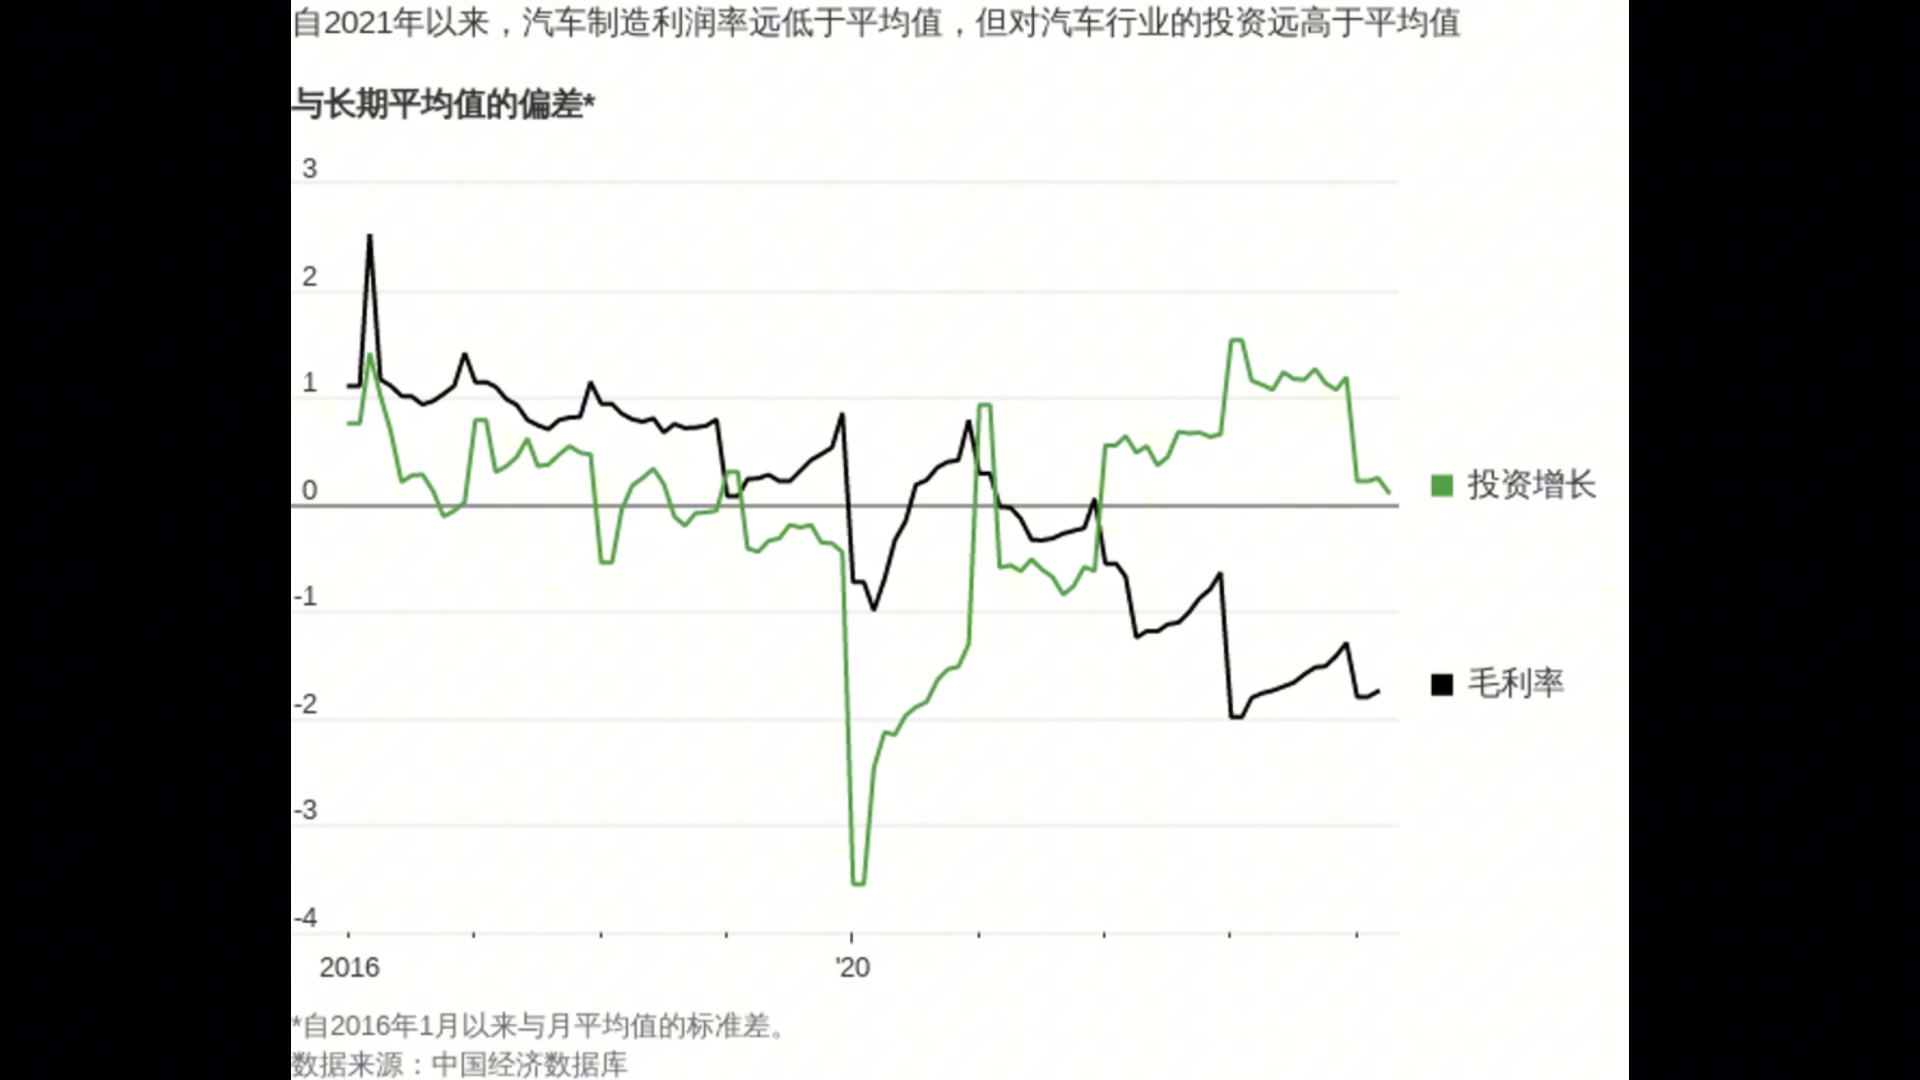 自2021年以来，汽车制造利润率远低于平均值，但对汽车行业的投资远高于平均值
与长期平均值的偏差*
3
2
1
0
-1
-2
-3
-4
投资增长
毛利率
2016
'20
*自2016年1月以来与月平均值的标准差。
数据来源：中国经济数据库